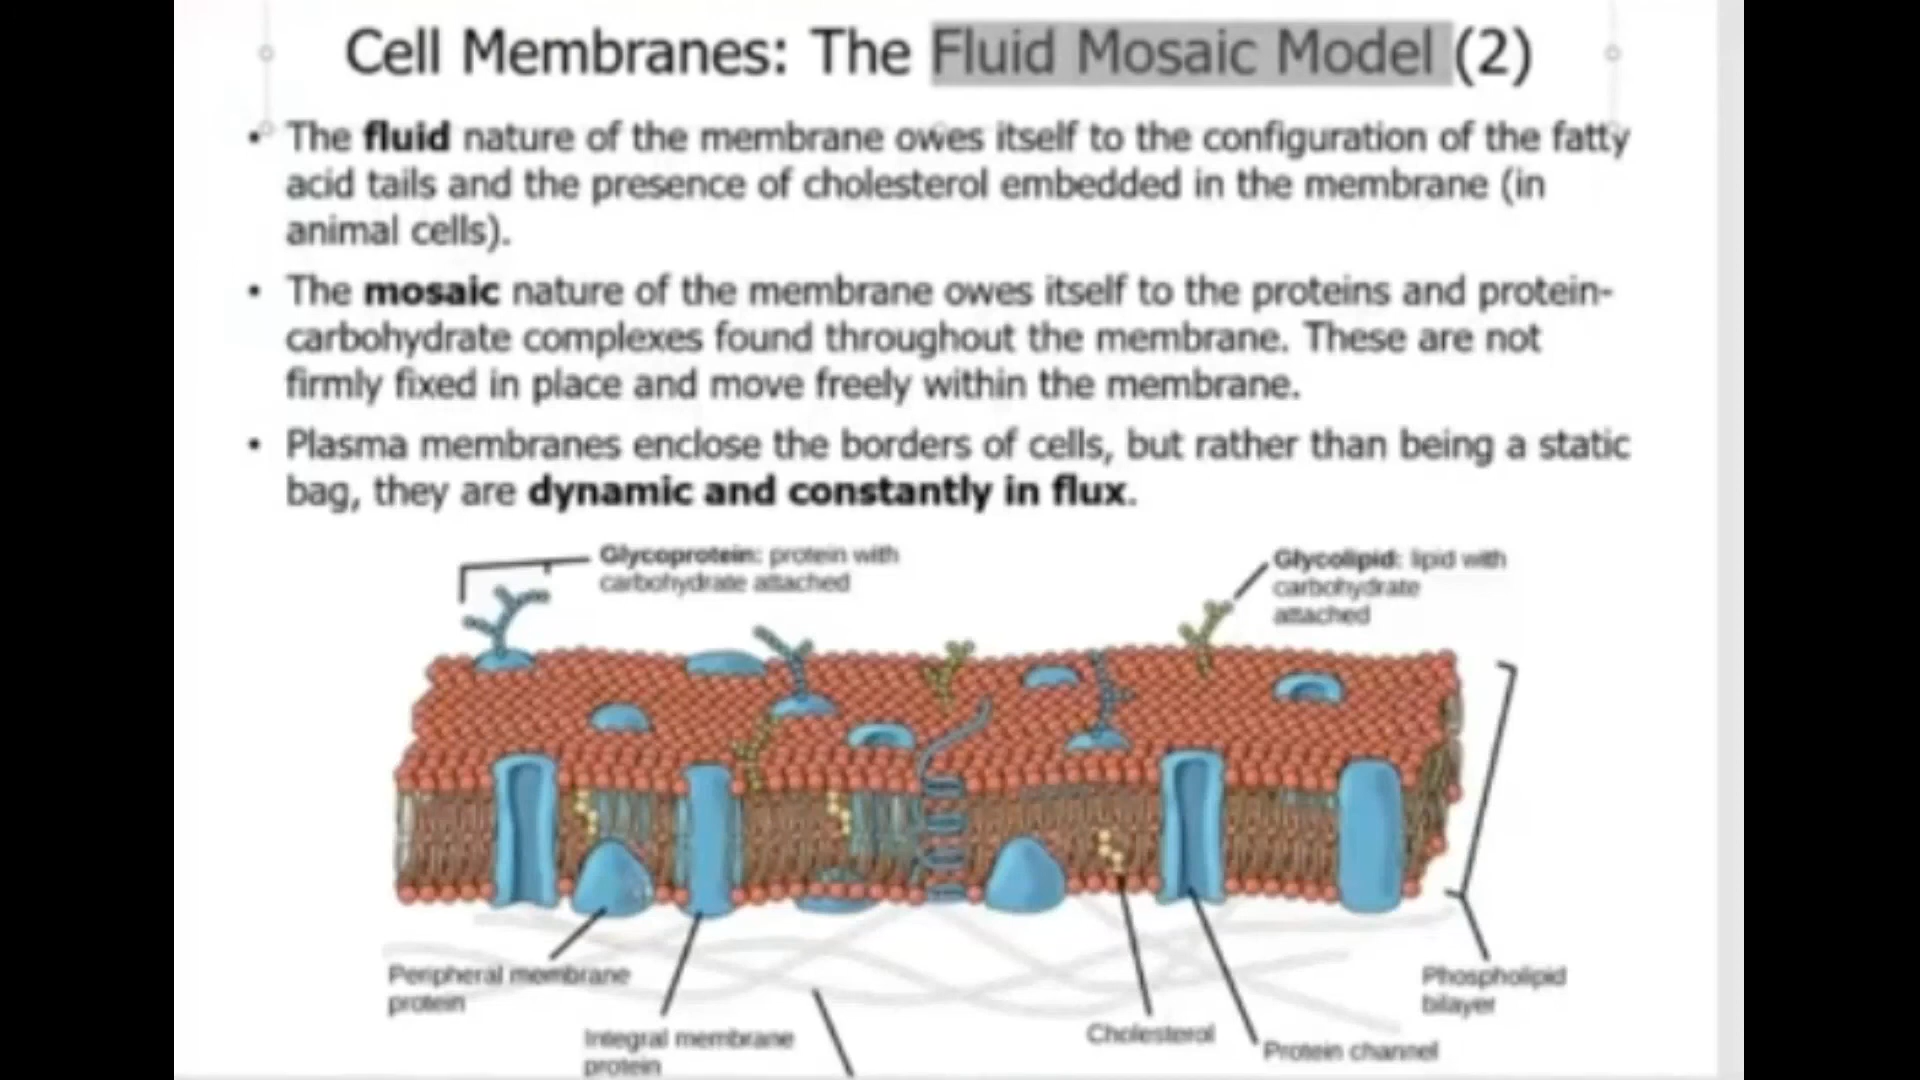 Cell Membranes: The Fluid Mosaic Model (2)
• The fluid nature of the membrane owes itself to the configuration of the fatty
acid tails and the presence of cholesterol embedded in the membrane (in
animal cells).
• The mosaic nature of the membrane owes itself to the proteins and protein-
carbohydrate complexes found throughout the membrane. These are not
firmly fixed in place and move freely within the membrane.
• Plasma membranes enclose the borders of cells, but rather than being a static
bag, they are dynamic and constantly in flux.
Glycoprotein: protein with
carbohydrate attached
Glycolipid: lipid with
carbohydrate
attached
Peripheral membrane
protein
Integral membrane
protein
Cholesterol
Protein channel
Phospholipid
bilayer